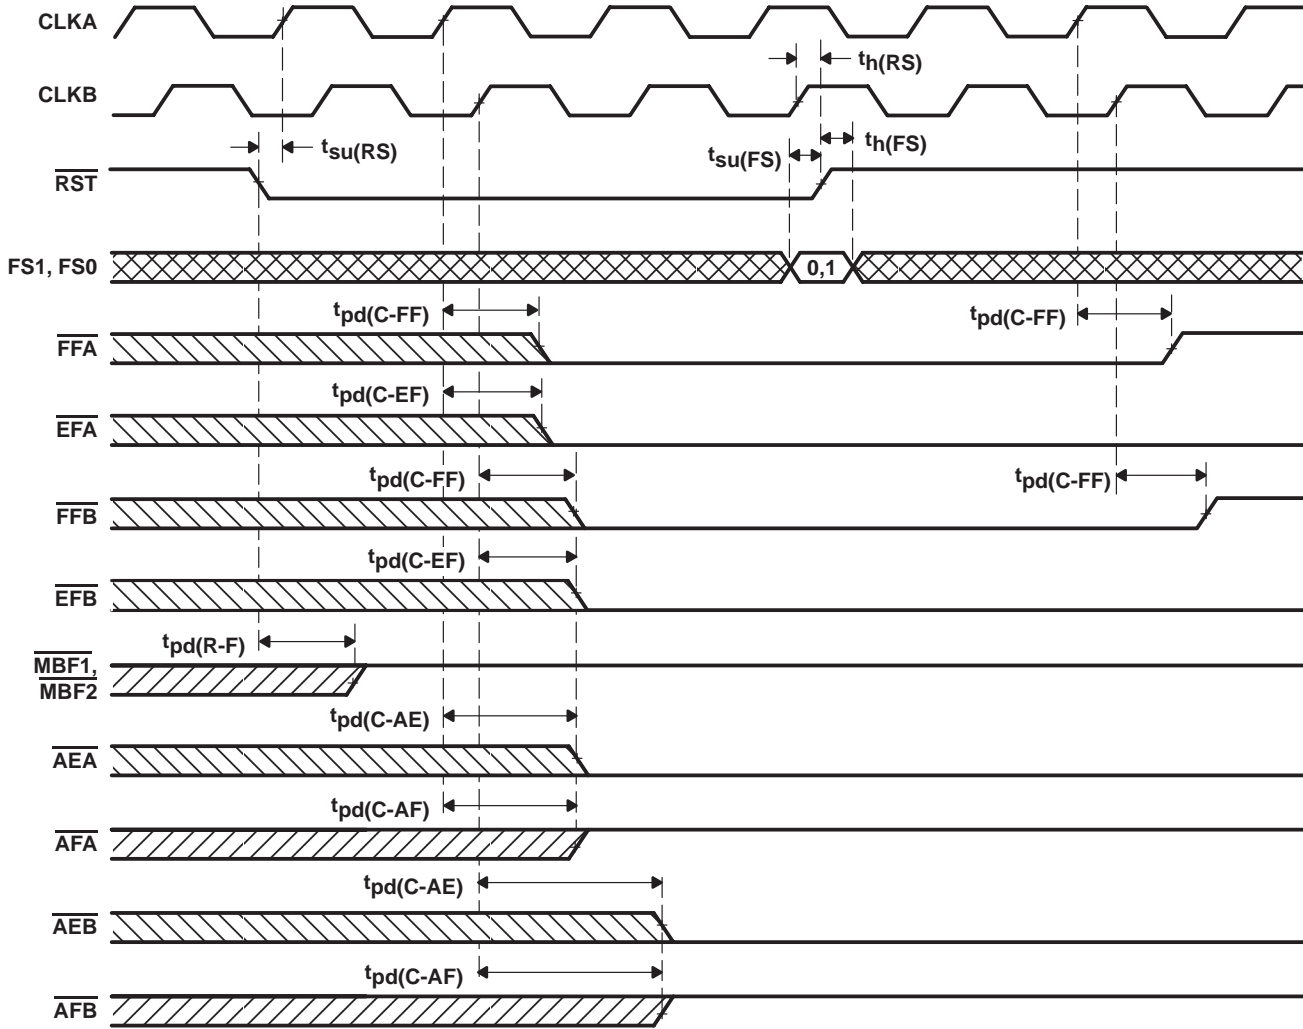 CLKA
th(RS)
CLKB
tsu(RS)
tsu(FS)
th(FS)
RST
FS1, FS0
0,1
tpd(C-FF)
tpd(C-FF)
FFA
tpd(C-EF)
EFA
tpd(C-FF)
tpd(C-FF)
FFB
tpd(C-EF)
EFB
tpd(R-F)
MBF1,
MBF2
tpd(C-AE)
AEA
tpd(C-AF)
AFA
tpd(C-AE)
AEB
tpd(C-AF)
AFB